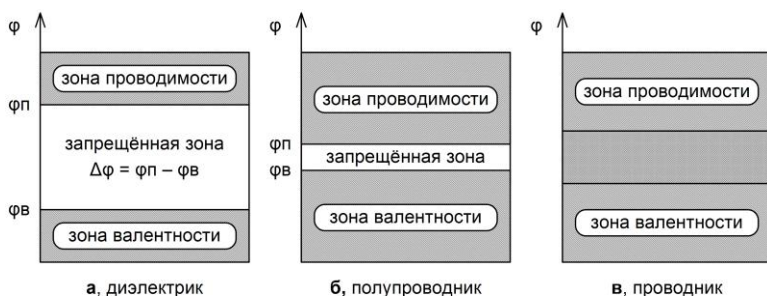 φ
зона проводимости
φп
запрещённая зона
Δφ = φп – φв
φв
зона валентности
а, диэлектрик
зона проводимости
φп
запрещённая зона
φв
зона валентности
б, полупроводник
φ
зона проводимости
зона валентности
в, проводник